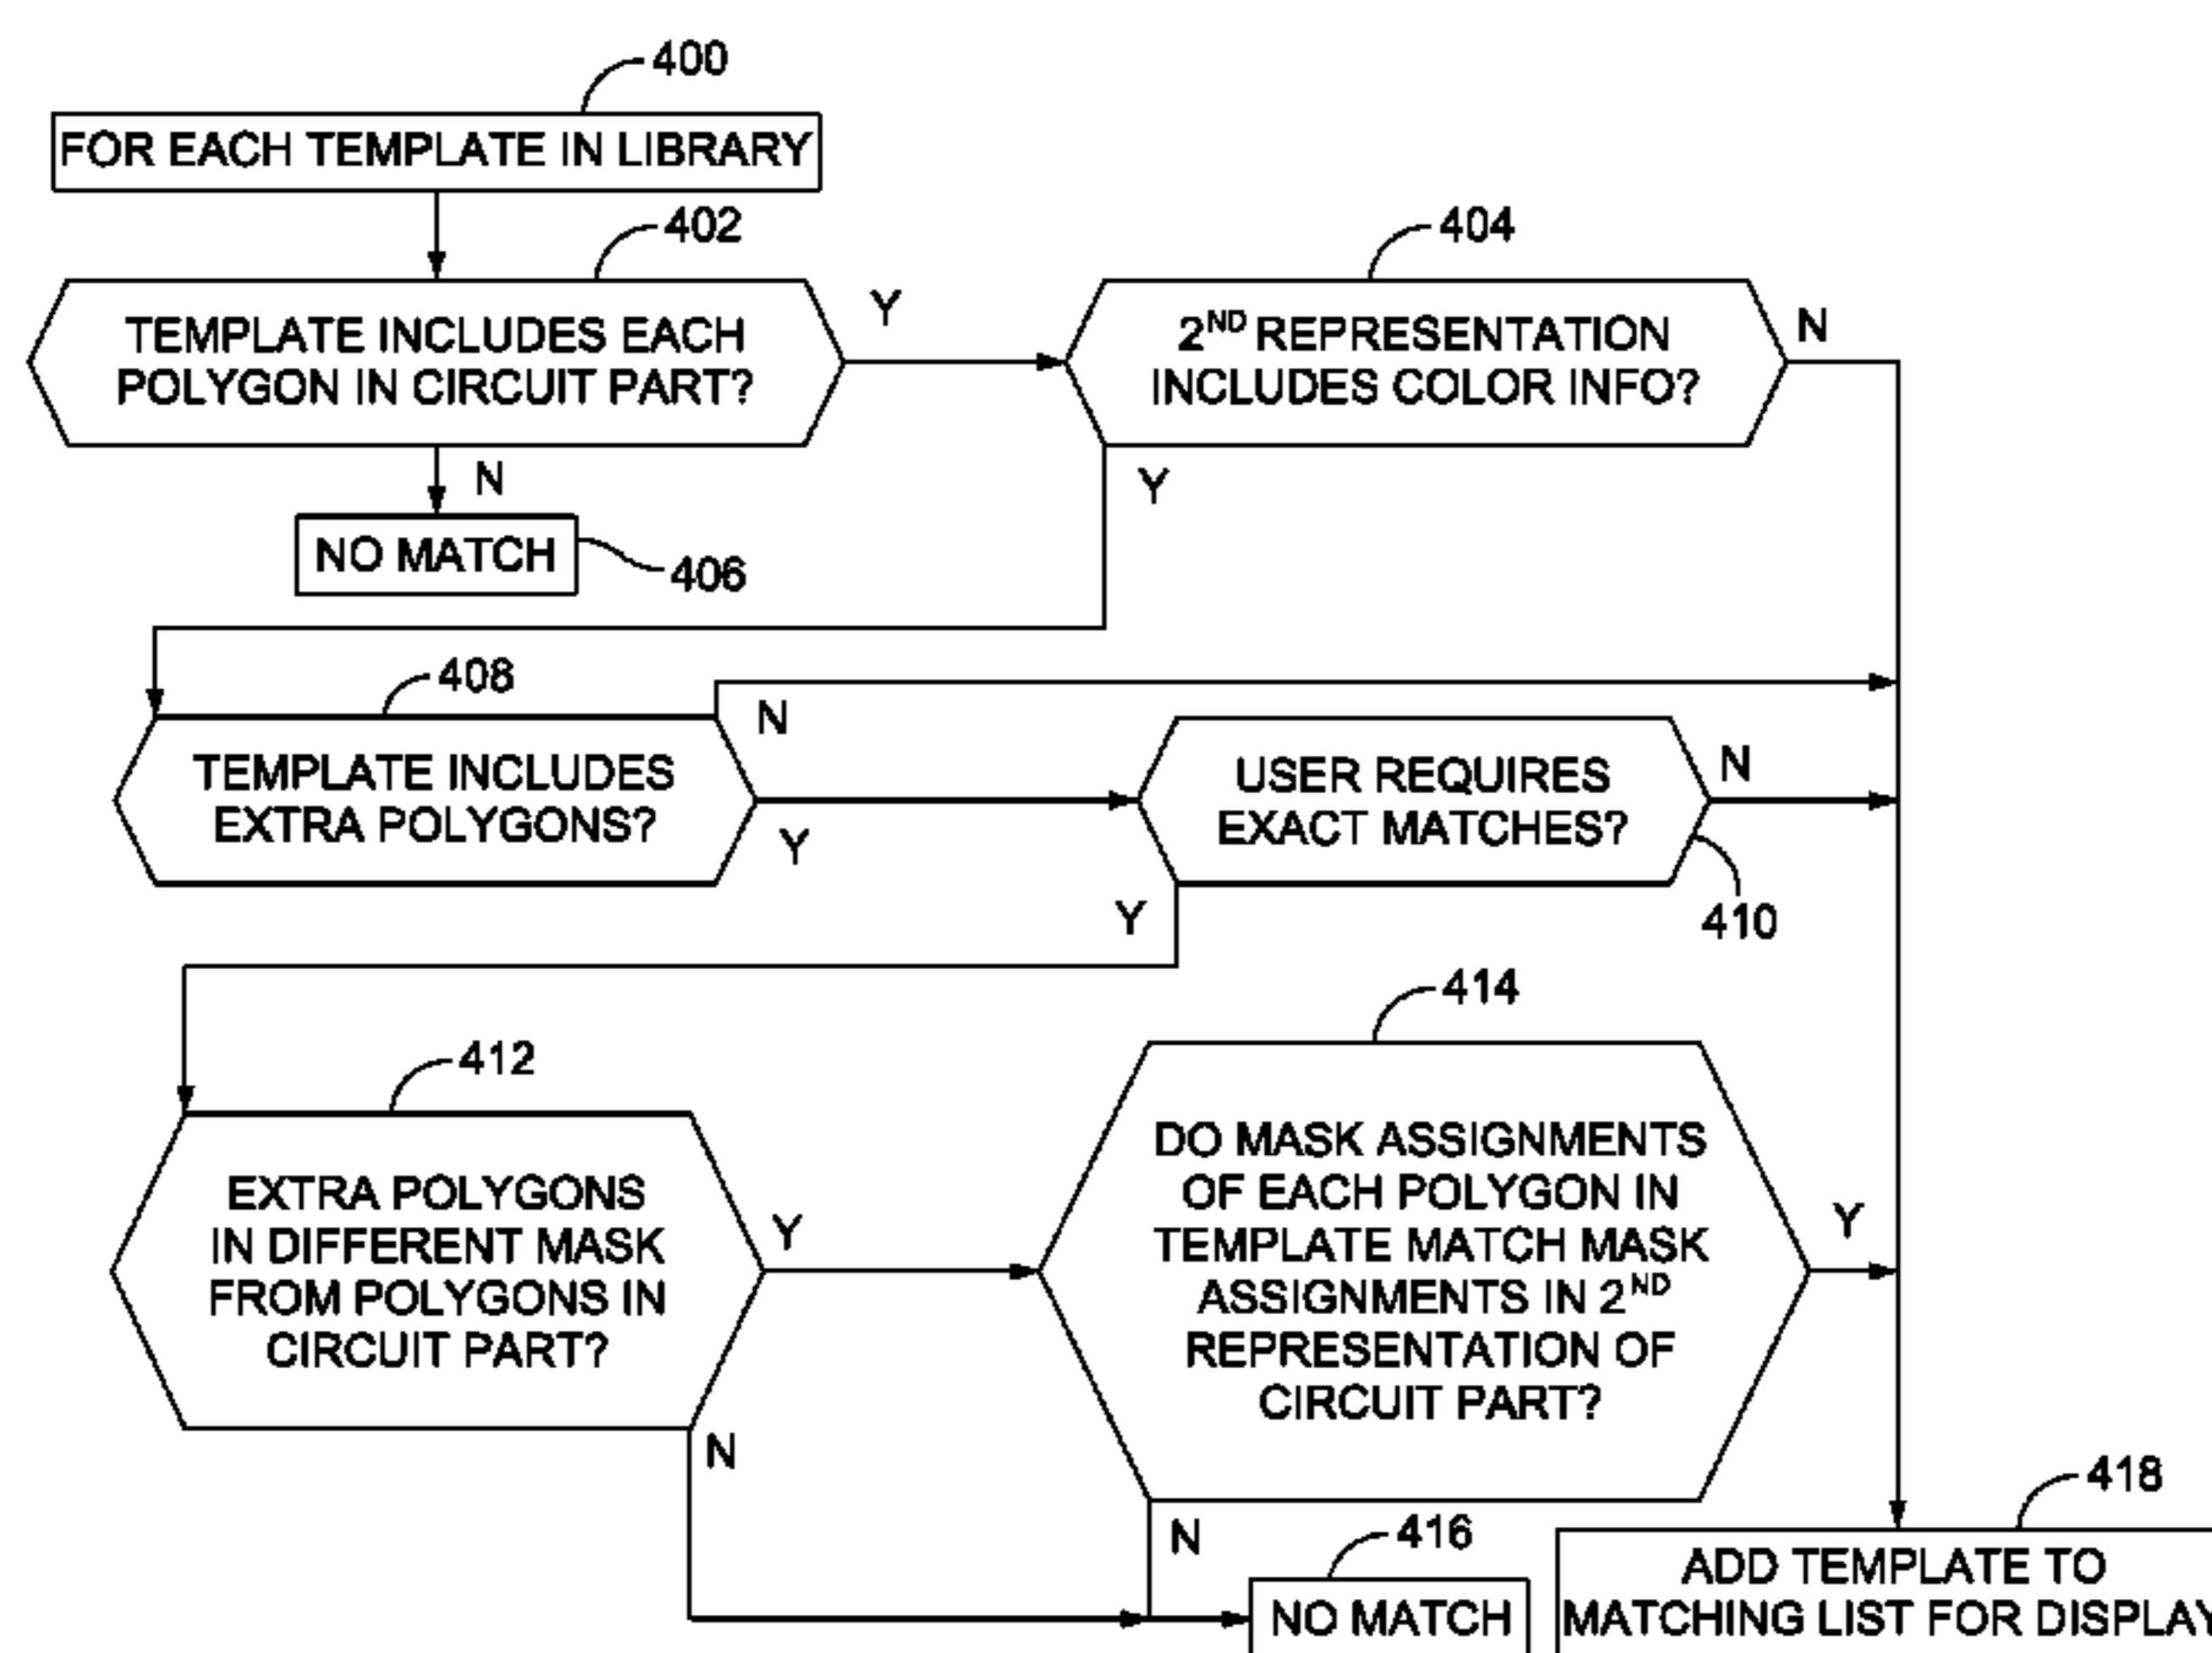 400
FOR EACH TEMPLATE IN LIBRARY
402
404
TEMPLATE INCLUDES EACH
POLYGON IN CIRCUIT PART?
Y
2ND REPRESENTATION
INCLUDES COLOR INFO?
N
N
Y
NO MATCH
406
408
N
TEMPLATE INCLUDES
EXTRA POLYGONS?
Y
USER REQUIRES
EXACT MATCHES?
N
410
Y
412
414
EXTRA POLYGONS
IN DIFFERENT MASK
FROM POLYGONS IN
CIRCUIT PART?
Y
N
DO MASK ASSIGNMENTS
OF EACH POLYGON IN
TEMPLATE MATCH MASK
ASSIGNMENTS IN 2ND
REPRESENTATION OF
CIRCUIT PART?
Y
N
416
NO MATCH
418
ADD TEMPLATE TO
MATCHING LIST FOR DISPLAY